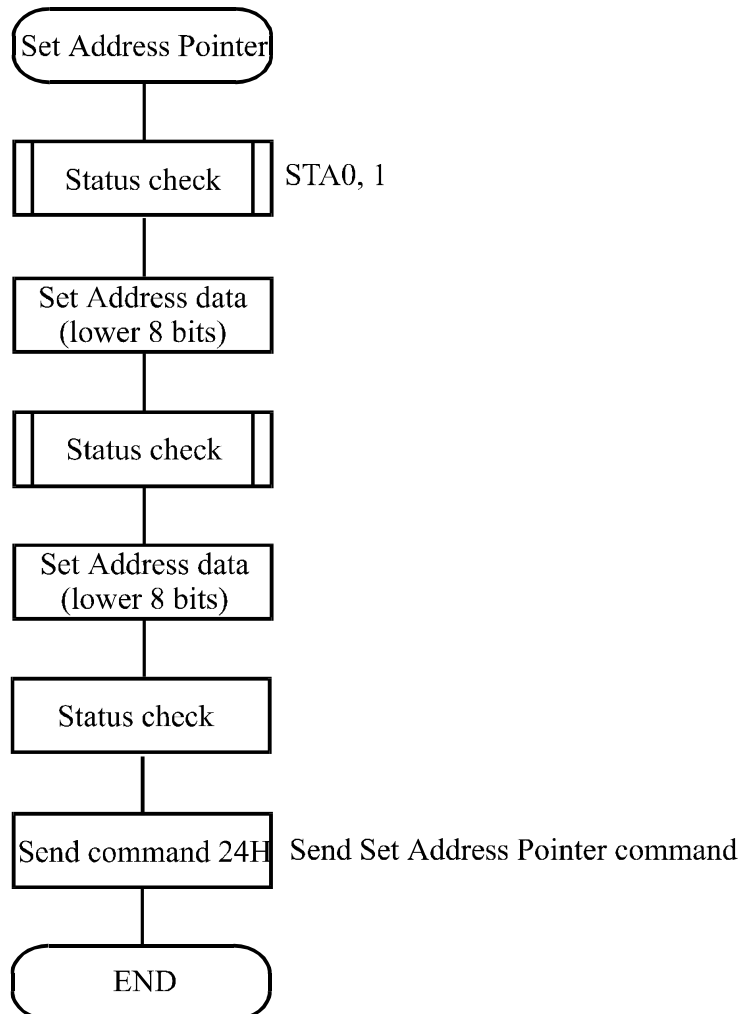 Set Address Pointer
Status check
STA0, 1
Set Address data
(lower 8 bits)
Status check
Set Address data
(lower 8 bits)
Status check
Send command 24H
Send Set Address Pointer command
END